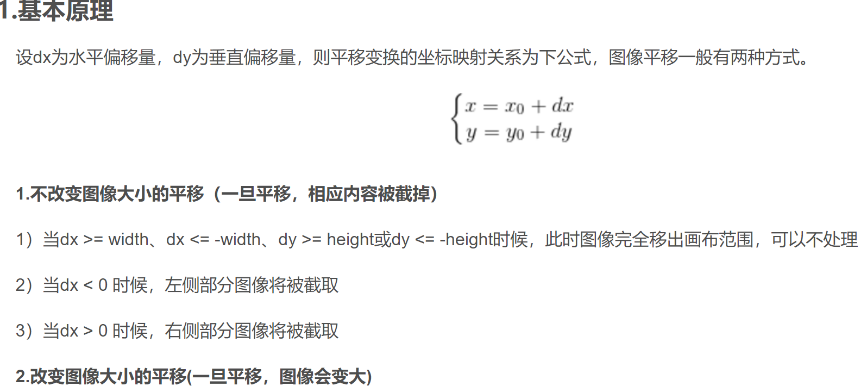 1.基本原理
设dx为水平偏移量，dy为垂直偏移量，则平移变换的坐标映射关系为下公式，图像平移一般有两种方式。
x = x0 + dx
y = y0 + dy
1.不改变图像大小的平移（一旦平移，相应内容被截掉）
1）当dx >= width、dx <= -width、dy >= height或dy <= -height时候，此时图像完全移出画布范围，可以不处理
2）当dx < 0 时候，左侧部分图像将被截取
3）当dx > 0 时候，右侧部分图像将被截取
2.改变图像大小的平移(一旦平移，图像会变大)